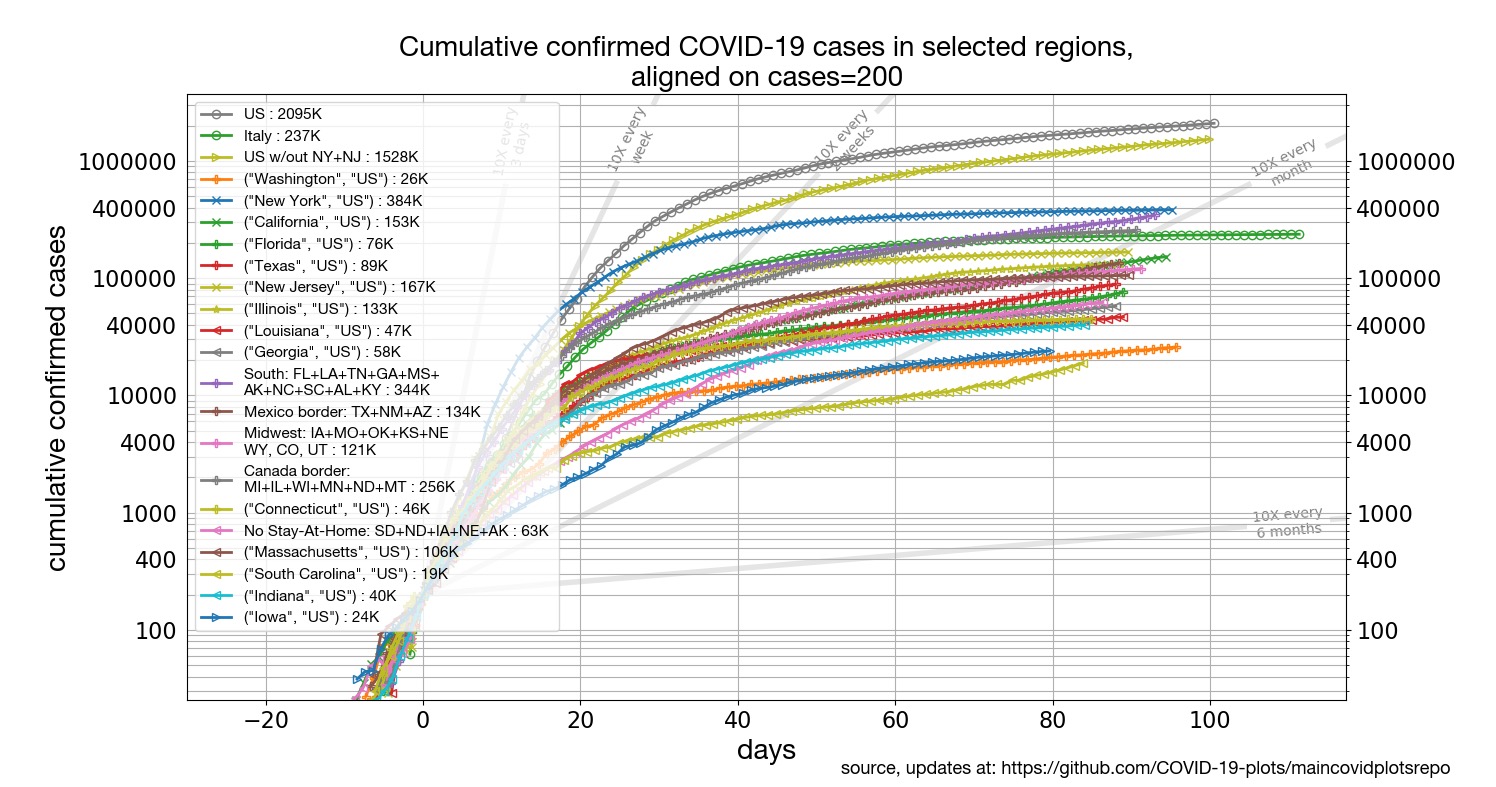 Cumulative confirmed COVID-19 cases in selected regions,
aligned on cases=200
cumulative confirmed cases
1000000
400000
100000
40000
10000
4000
1000
400
100
US : 2095K
Italy : 237K
US w/out NY+NJ : 1528K
("Washington", "US") : 26K
("New York", "US") : 384K
("California", "US") : 153K
("Florida", "US") : 76K
("Texas", "US") : 89K
("New Jersey", "US") : 167K
("Illinois", "US") : 133K
("Louisiana", "US") : 47K
("Georgia", "US") : 58K
South: FL+LA+TN+GA+MS+
AK+NC+SC+AL+KY : 344K
Mexico border: TX+NM+AZ : 134K
Midwest: IA+MO+OK+KS+NE
WY, CO, UT : 121K
Canada border:
MI+IL+WI+MN+ND+MT : 256K
("Connecticut", "US") : 46K
No Stay-At-Home: SD+ND+IA+NE+AK : 63K
("Massachusetts", "US") : 106K
("South Carolina", "US") : 19K
("Indiana", "US") : 40K
("Iowa", "US") : 24K
10X every
3 days
10X every
week
10X every
2 weeks
10X every
month
10X every
6 months
1000000
400000
100000
400000
10000
4000
1000
400
100
−20
0
20
40
60
80
100
days
source, updates at: https://github.com/COVID-19-plots/maincovidplotsrepo